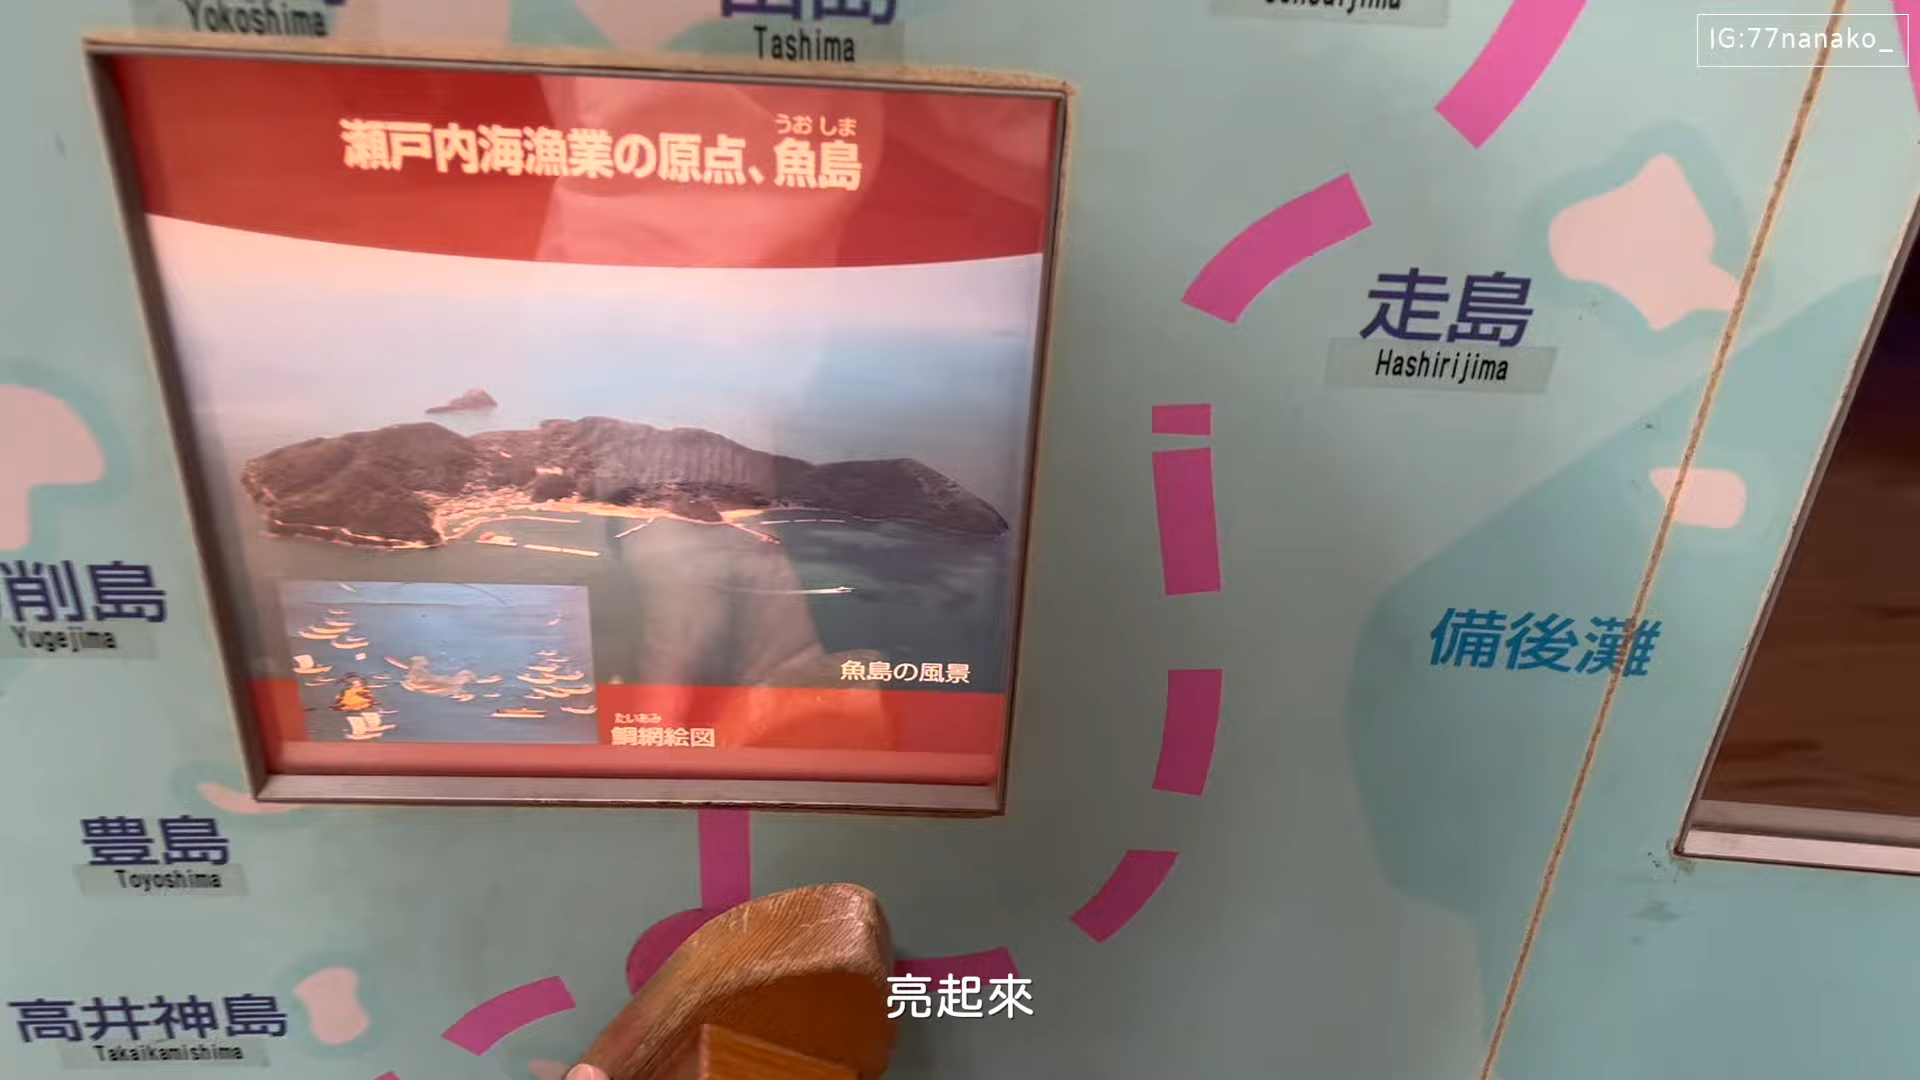 Yokoshima
田島
Tashima
IG:77nanako_
うおしま
瀬戸内海漁業の原点、魚島
走島
Hashirijima
削島
Yugejima
備後灘
魚島の風景
たいあみ
鯛網絵図
豊島
Toyoshima
亮起來
高井神島
Takaikamishima